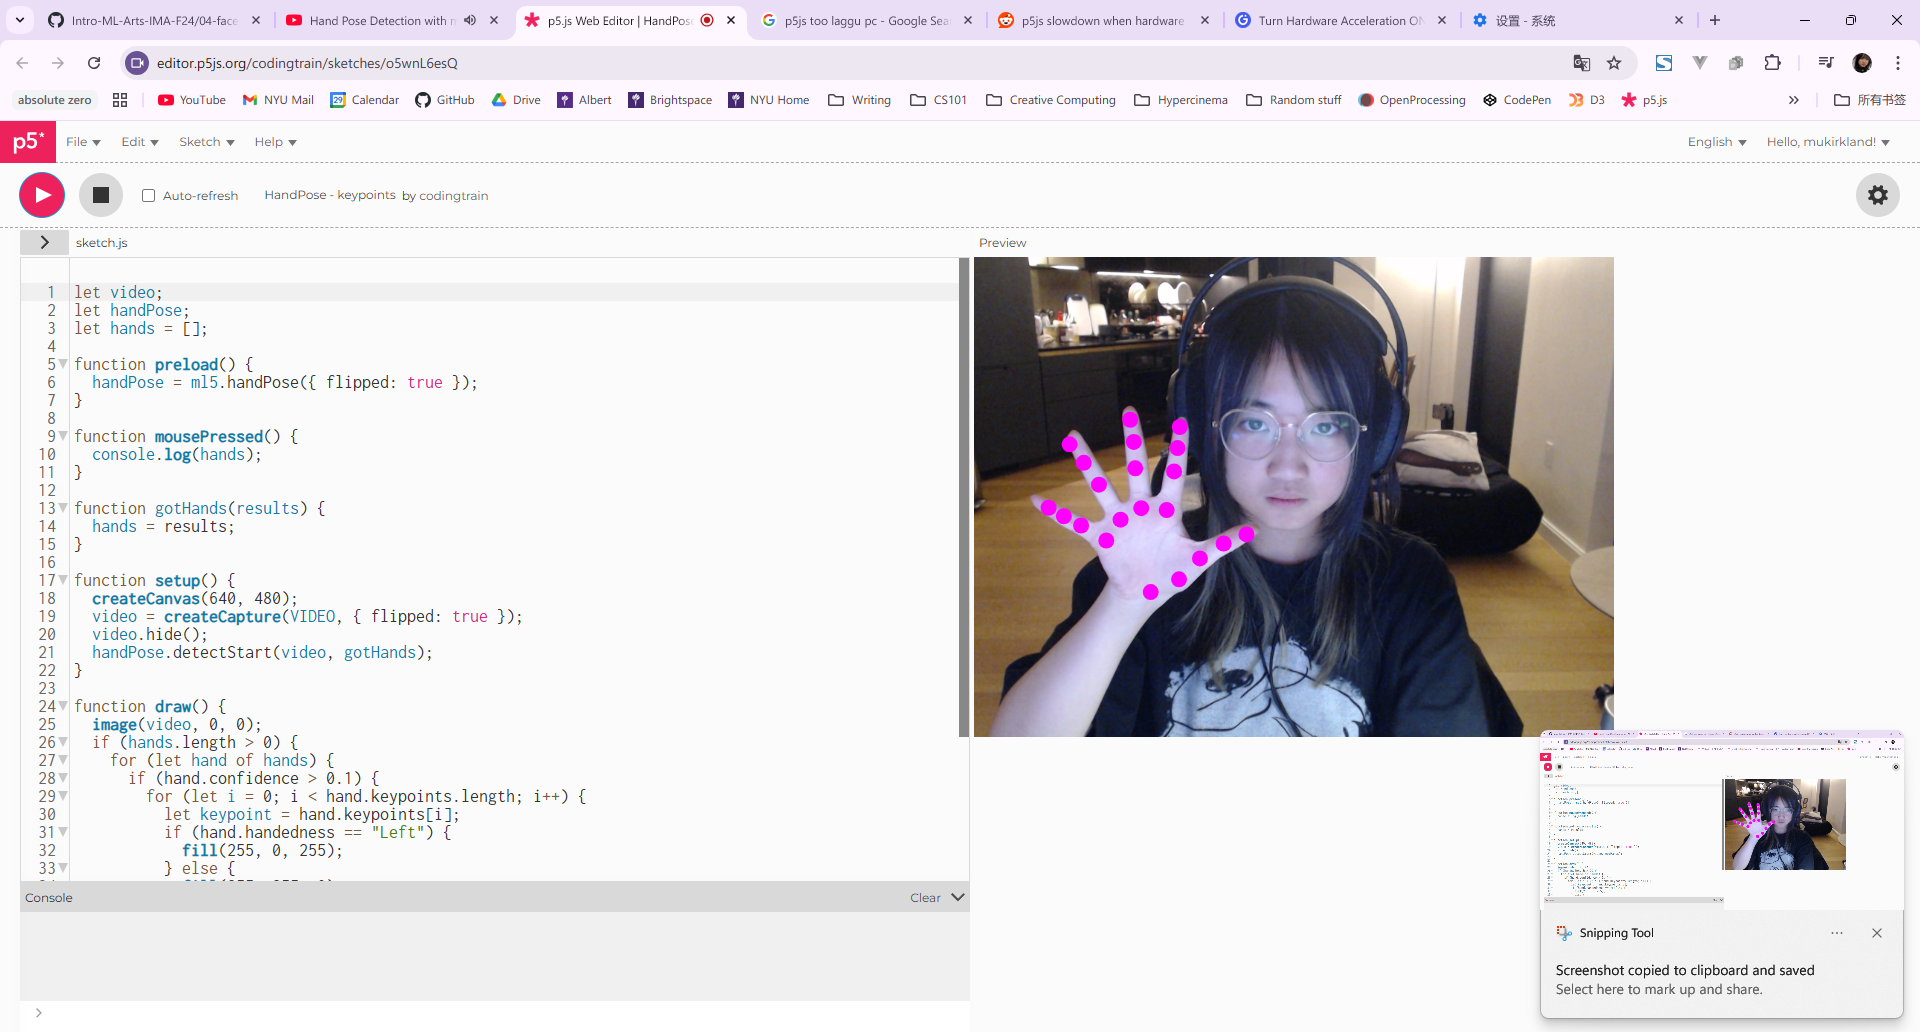 Intro-ML-Arts-IMA-F24/04-face
Hand Pose Detection with m
p5.js Web Editor | HandPose
p5js too laggu pc - Google Sea
p5js slowdown when hardware
Turn Hardware Acceleration ON
设置 - 系统
editor.p5js.org/codingtrain/sketches/o5wnL6esQ
absolute zero
YouTube
NYU Mail
Calendar
GitHub
Drive
Albert
Brightspace
NYU Home
Writing
CS101
Creative Computing
Hypercinema
Random stuff
OpenProcessing
CodePen
D3
p5.js
所有书签
p5*
File
Edit
Sketch
Help
English
Hello, mukirkland!
Auto-refresh
HandPose - keypoints by codingtrain
> sketch.js
Preview
1 let video;
2 let handPose;
3 let hands = [];
4
5 function preload() {
6 handPose = ml5.handPose({ flipped: true });
7 }
8
9 function mousePressed() {
10 console.log(hands);
11 }
12
13 function gotHands(results) {
14 hands = results;
15 }
16
17 function setup() {
18 createCanvas(640, 480);
19 video = createCapture(VIDEO, { flipped: true });
20 video.hide();
21 handPose.detectStart(video, gotHands);
22 }
23
24 function draw() {
25 image(video, 0, 0);
26 if (hands.length > 0) {
27 for (let hand of hands) {
28 if (hand.confidence > 0.1) {
29 for (let i = 0; i < hand.keypoints.length; i++) {
30 let keypoint = hand.keypoints[i];
31 if (hand.handedness == "Left") {
32 fill(255, 0, 255);
33 } else {
Console
Clear
>
Snipping Tool
Screenshot copied to clipboard and saved
Select here to mark up and share.